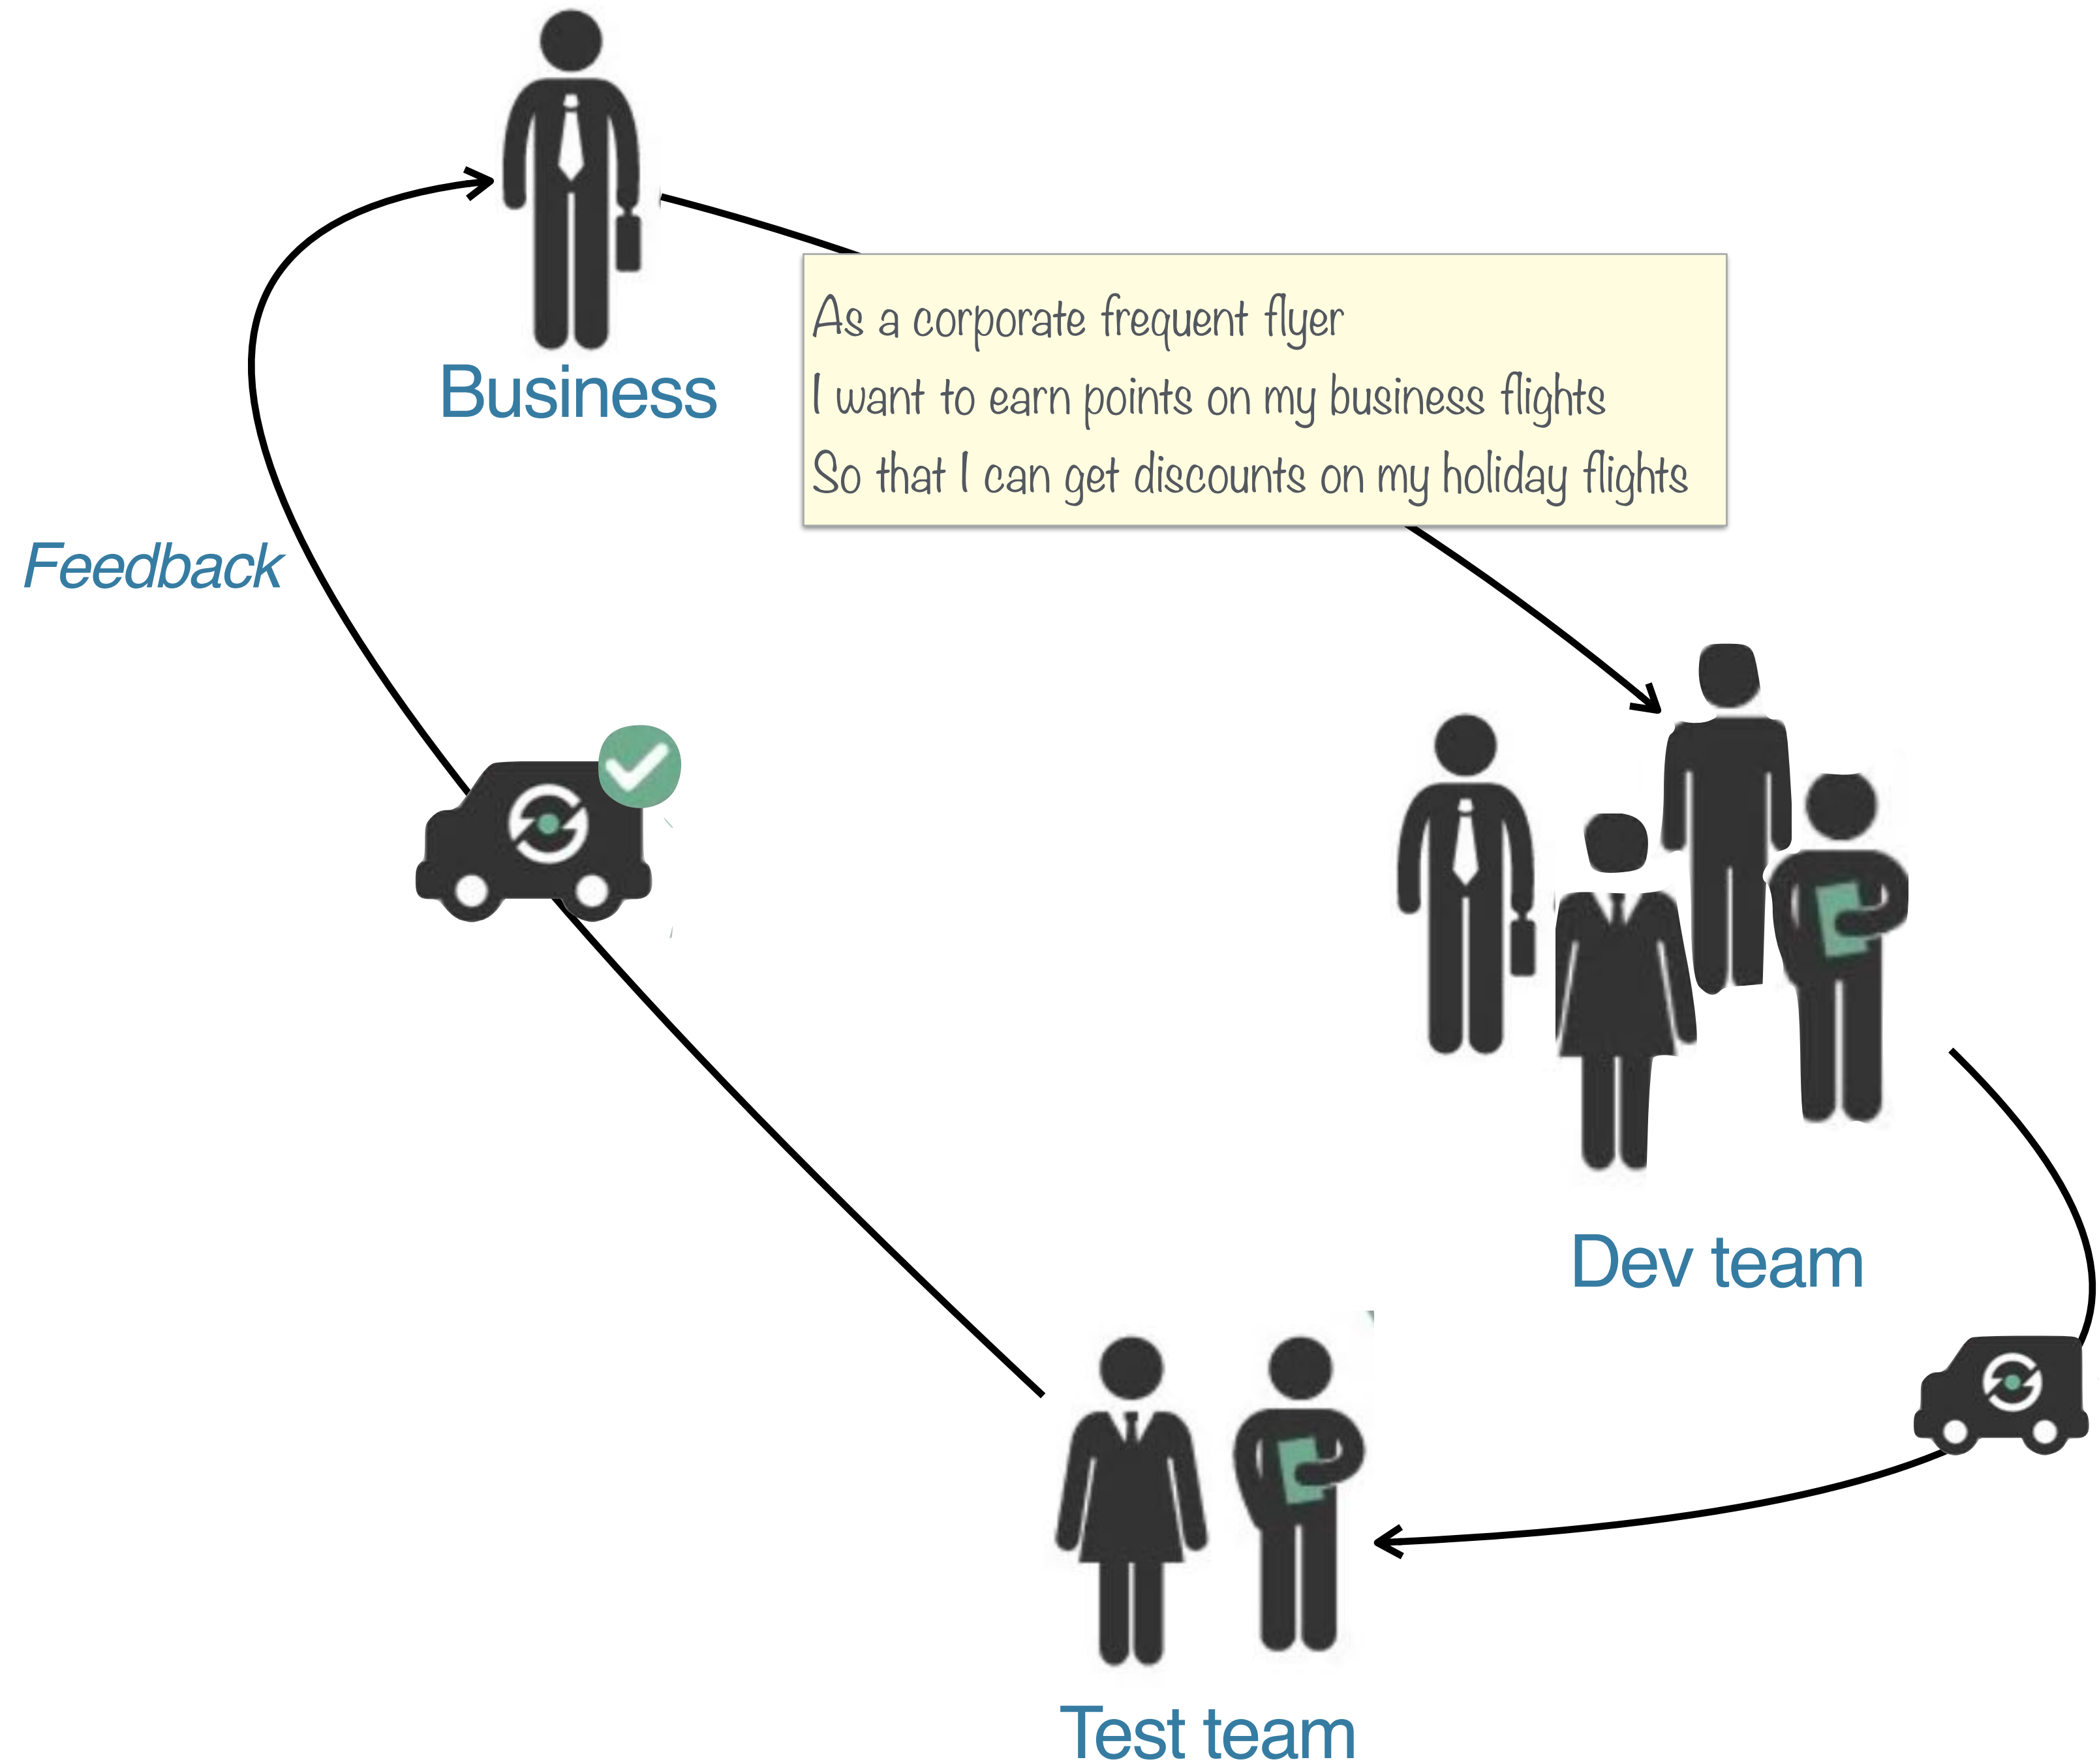 Business
As a corporate frequent flyer
I want to earn points on my business flights
So that I can get discounts on my holiday flights
Feedback
Dev team
Test team